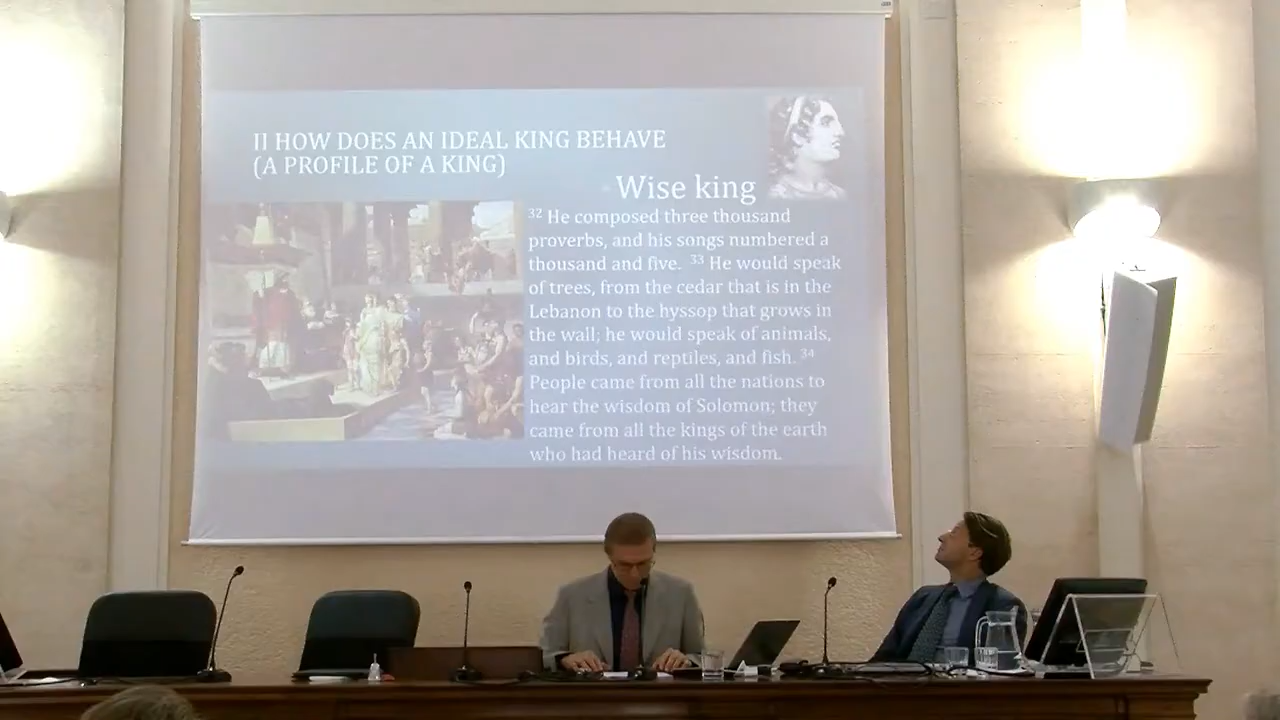 II HOW DOES AN IDEAL KING BEHAVE
(A PROFILE OF A KING)
Wise king
32 He composed three thousand
proverbs, and his songs numbered a
thousand and five. 33 He would speak
of trees, from the cedar that is in the
Lebanon to the hyssop that grows in
the wall; he would speak of animals,
and birds, and reptiles, and fish. 34
People came from all the nations to
hear the wisdom of Solomon; they
came from all the kings of the earth
who had heard of his wisdom.